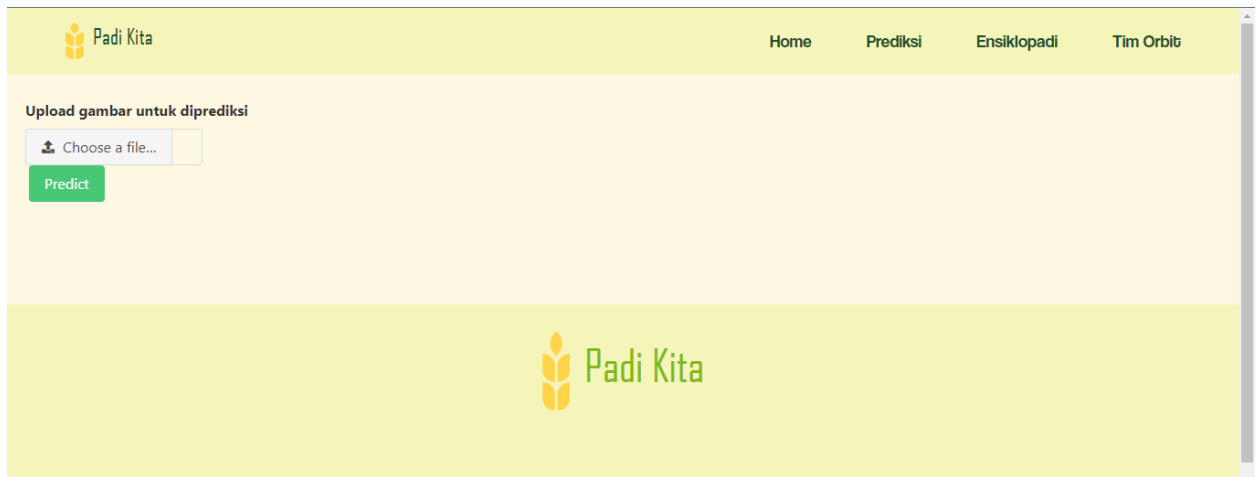 Padi Kita
Home Prediksi Ensiklopadi Tim Orbit
Upload gambar untuk diprediksi
Choose a file...
Predict
Padi Kita